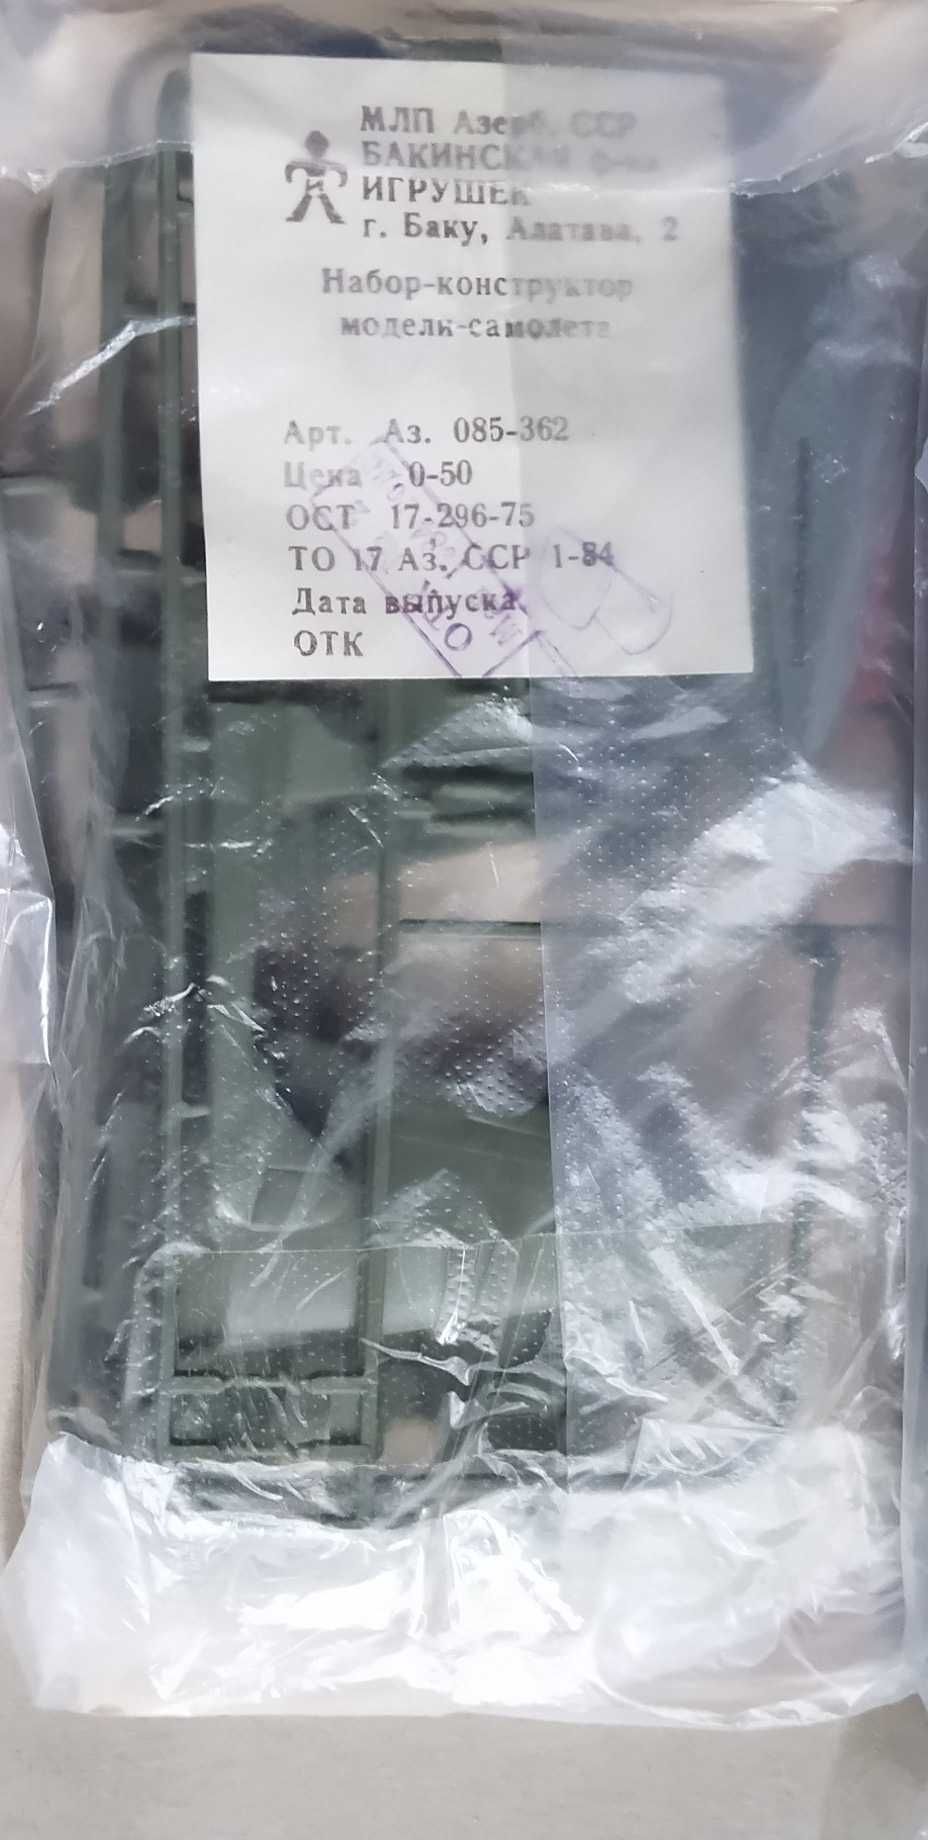 МЛП Азерб. ССР
БАКИНСКАЯ ф-ка
ИГРУШЕК
г. Баку, Алатава, 2
Набор-конструктор
модели-самолета
Арт. Аз. 085-362
Цена 0-50
ОСТ 17-296-75
ТО 17 Аз. ССР 1-84
Дата выпуска
ОТК